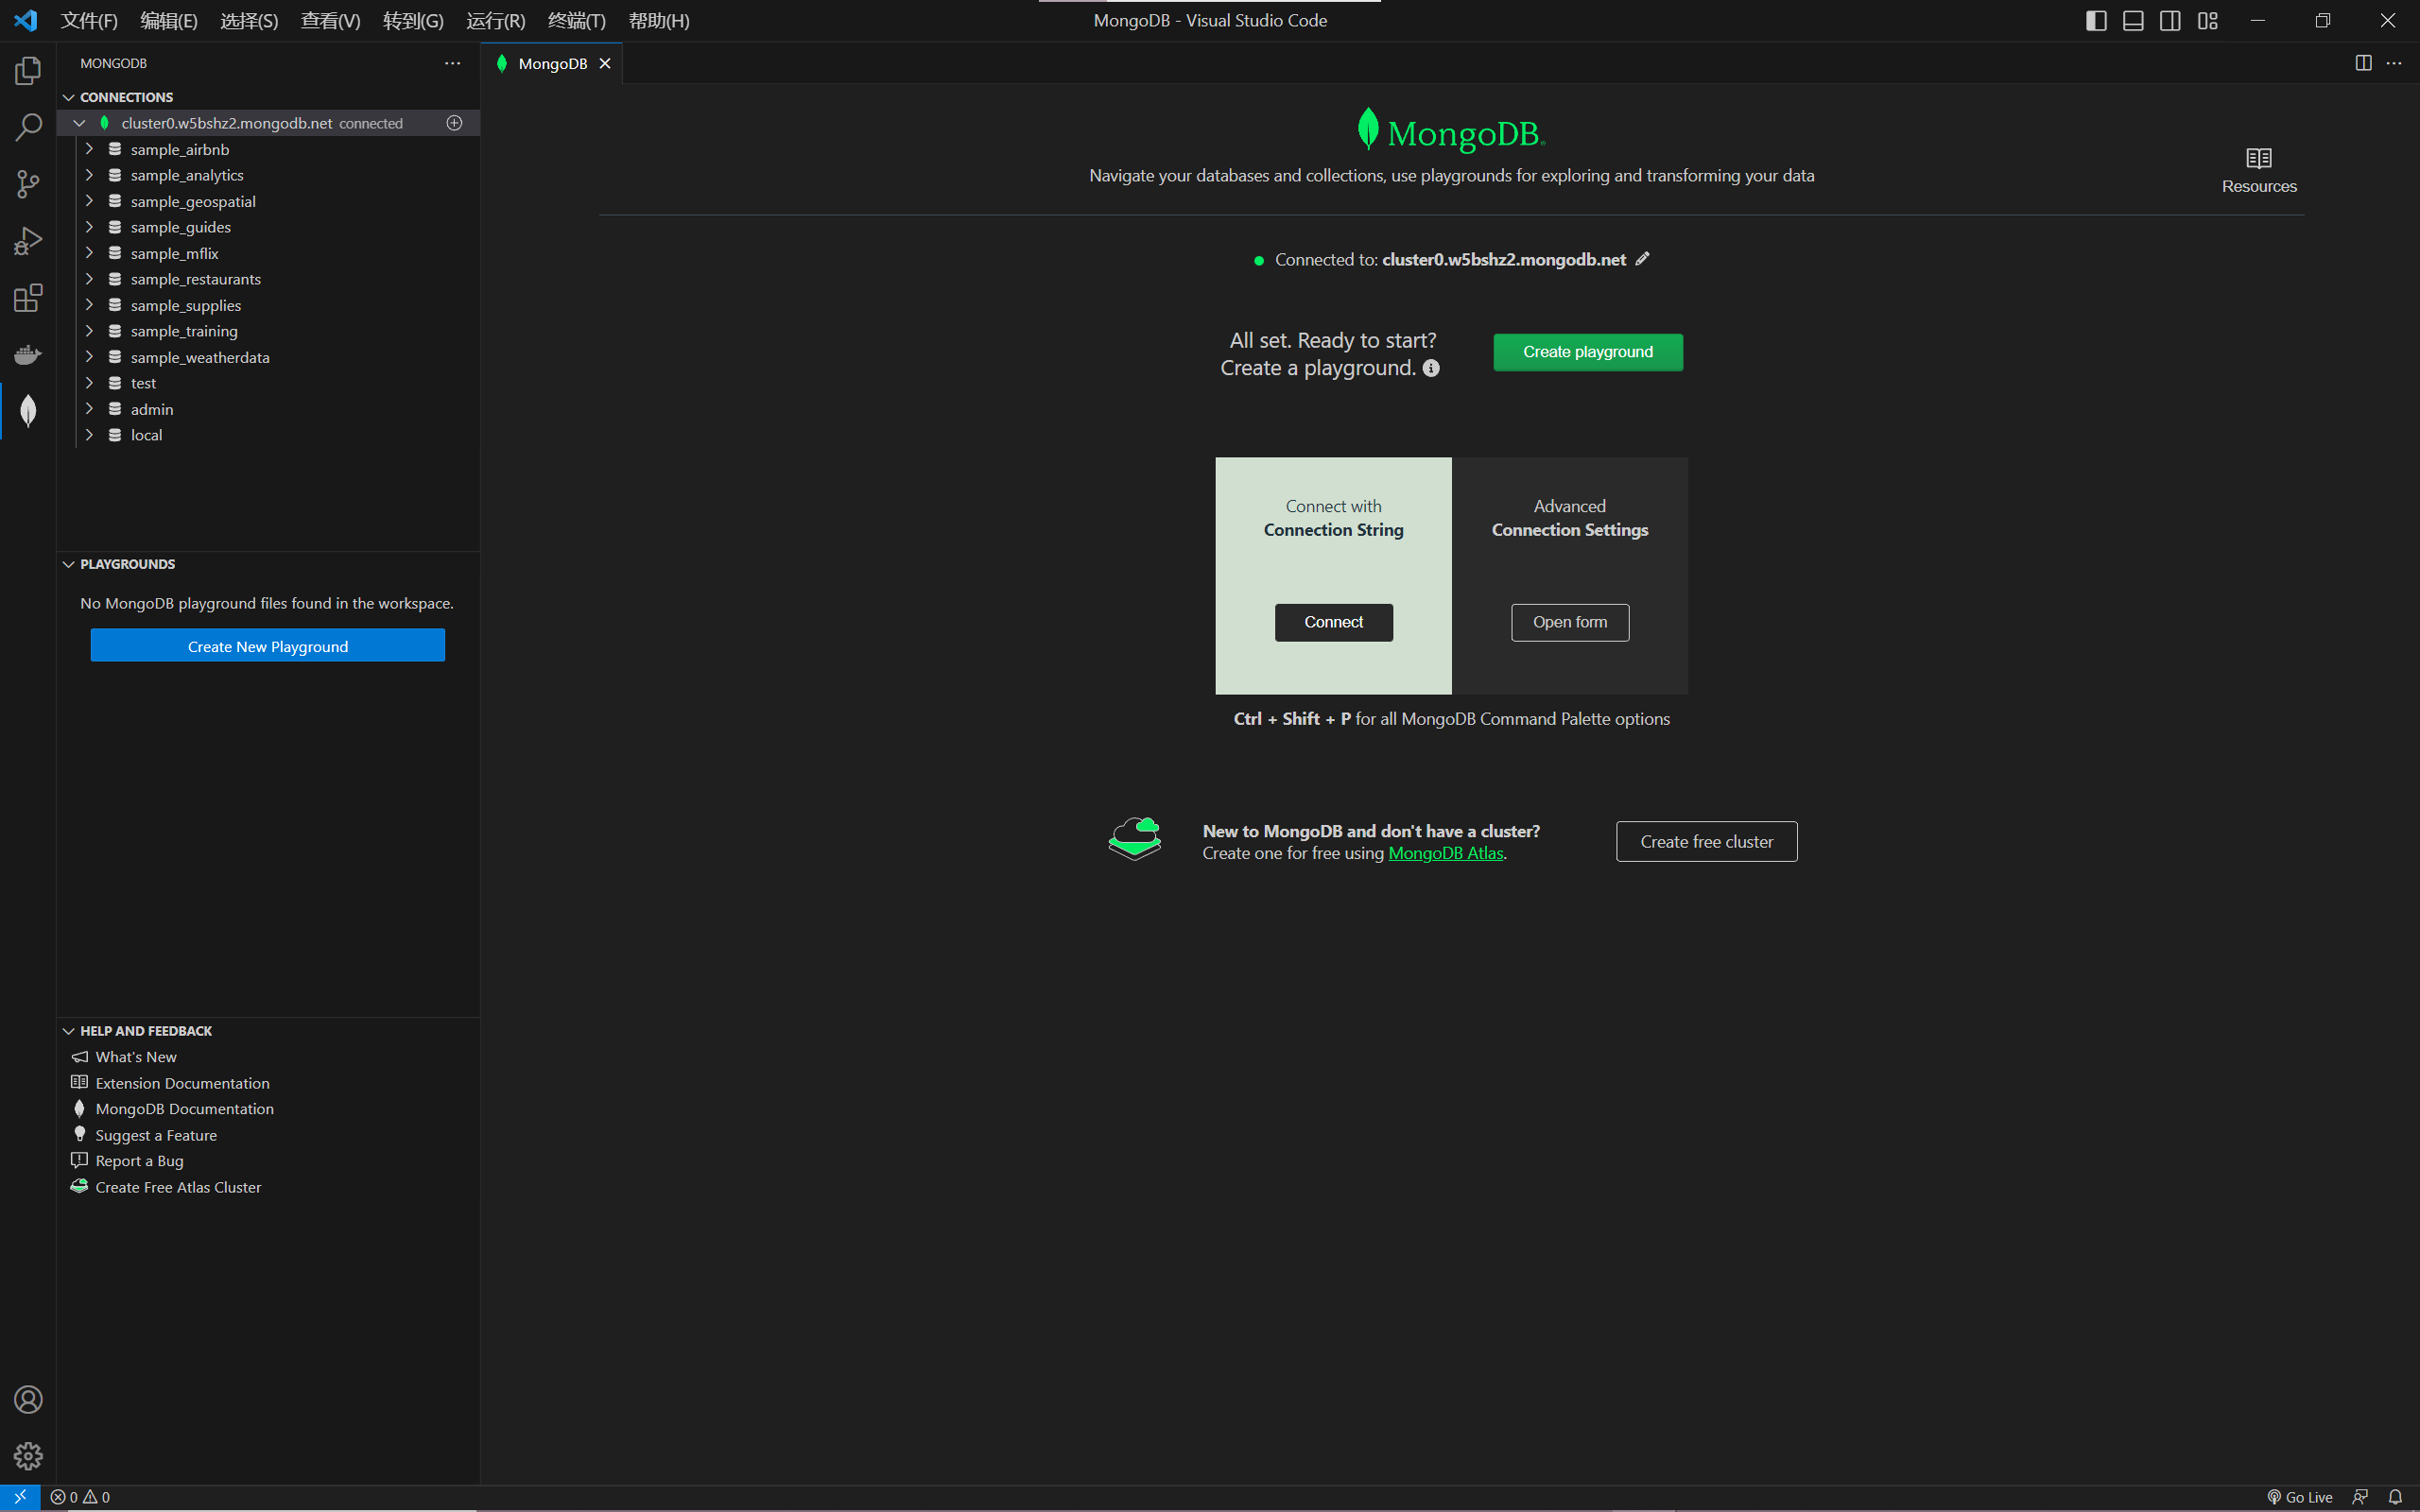 文件(F) 编辑(E) 选择(S) 查看(V) 转到(G) 运行(R) 终端(T) 帮助(H)
MongoDB - Visual Studio Code
MONGODB
CONNECTIONS
cluster0.w5bshz2.mongodb.net connected
sample_airbnb
sample_analytics
sample_geospatial
sample_guides
sample_mflix
sample_restaurants
sample_supplies
sample_training
sample_weatherdata
test
admin
local
PLAYGROUNDS
No MongoDB playground files found in the workspace.
Create New Playground
HELP AND FEEDBACK
What's New
Extension Documentation
MongoDB Documentation
Suggest a Feature
Report a Bug
Create Free Atlas Cluster
MongoDB
MongoDB.
Navigate your databases and collections, use playgrounds for exploring and transforming your data
Resources
Connected to: cluster0.w5bshz2.mongodb.net
All set. Ready to start?
Create a playground.
Create playground
Connect with
Connection String
Connect
Advanced
Connection Settings
Open form
Ctrl + Shift + P for all MongoDB Command Palette options
New to MongoDB and don't have a cluster?
Create one for free using MongoDB Atlas.
Create free cluster
0 0
Go Live